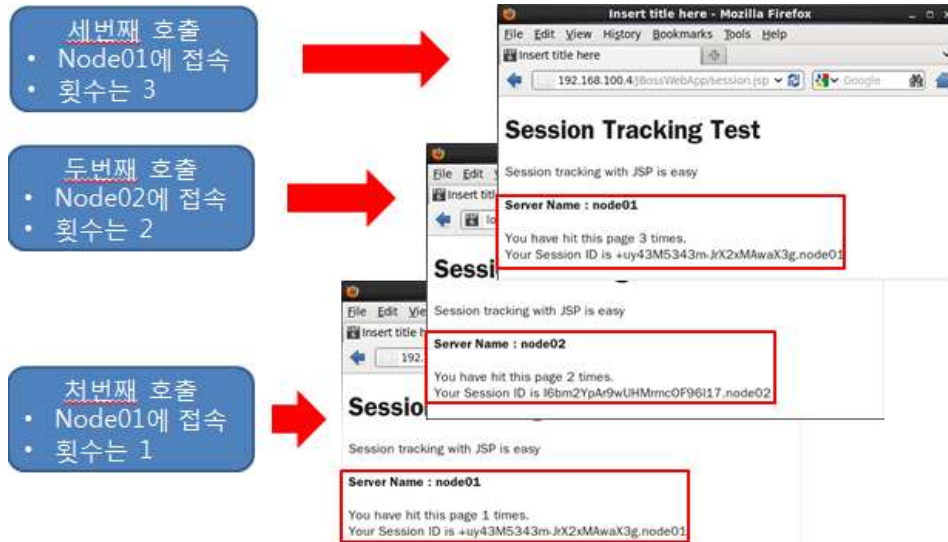 세번째 호출
• Node01에 접속
• 횟수는 3
두번째 호출
• Node02에 접속
• 횟수는 2
처번째 호출
• Node01에 접속
• 횟수는 1
Insert title here - Mozilla Firefox
File Edit View History Bookmarks Tools Help
Insert title here
192.168.100.4/JBossWebApp/session.jsp Google
Session Tracking Test
Session tracking with JSP is easy
Server Name : node01
You have hit this page 3 times.
Your Session ID is +uy43M5343m-JrX2xMAwaX3g.node01
File Edit
Insert titl
lo
Sessi
Session tracking with JSP is easy
Server Name : node02
You have hit this page 2 times.
Your Session ID is I6bm2YpAr9wUHMrmcOF96I17.node02
File Edit Vie
Insert title h
192.
Sessio
Session tracking with JSP is easy
Server Name : node01
You have hit this page 1 times.
Your Session ID is +uy43M5343m-JrX2xMAwaX3g.node01